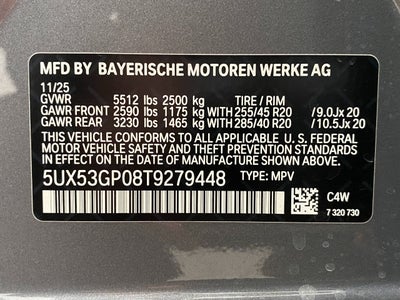 MFD BY BAYERISCHE MOTOREN WERKE AG
11/25
GVWR 5512 lbs 2500 kg TIRE / RIM
GAWR FRONT 2590 lbs 1175 kg 255/45 R20 /9.0Jx 20
GAWR REAR 3230 lbs 1465 kg 285/40 R20 /10.5Jx 20
THIS VEHICLE CONFORMS TO ALL APPLICABLE U.S. FEDERAL
MOTOR VEHICLE SAFETY AND THEFT PREVENTION STANDARDS
IN EFFECT ON THE DATE OF MANUFACTURE SHOWN ABOVE.
5UX53GP08T9279448 TYPE: MPV
C4W
7 320 730